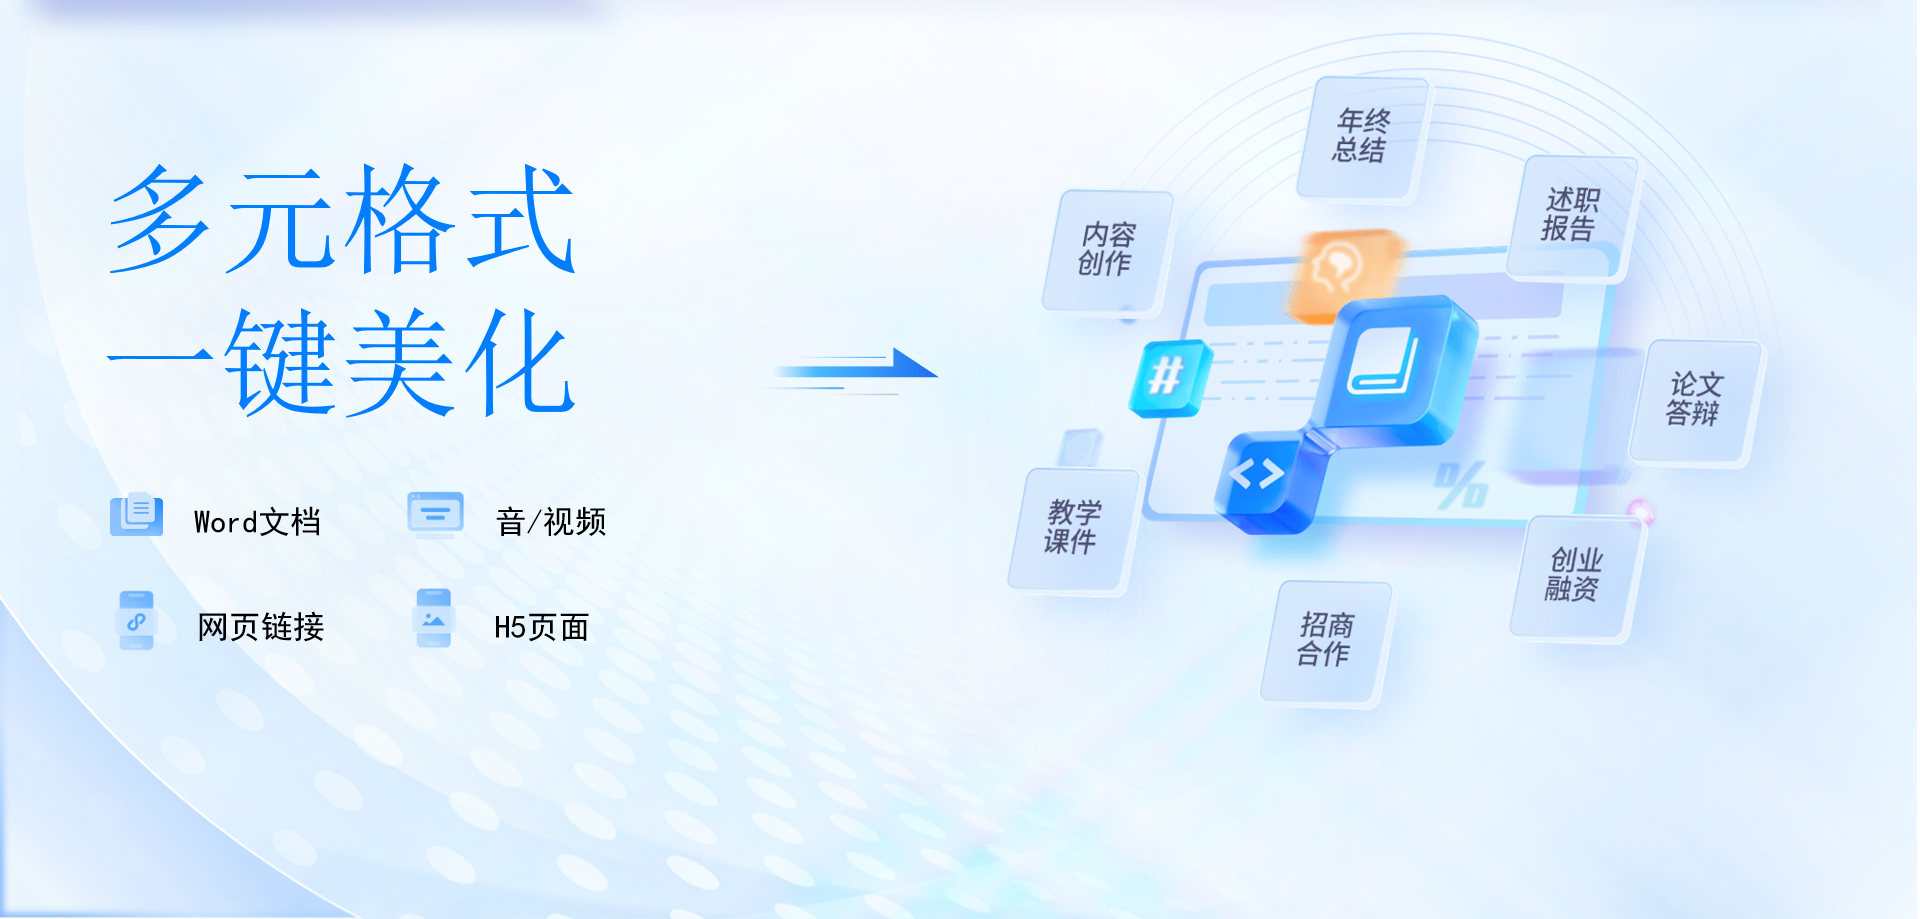 多元格式
一键美化
Word文档
音/视频
网页链接
H5页面
年终
总结
述职
报告
内容
创作
#
论文
答辩
<>
%
教学
课件
创业
融资
招商
合作